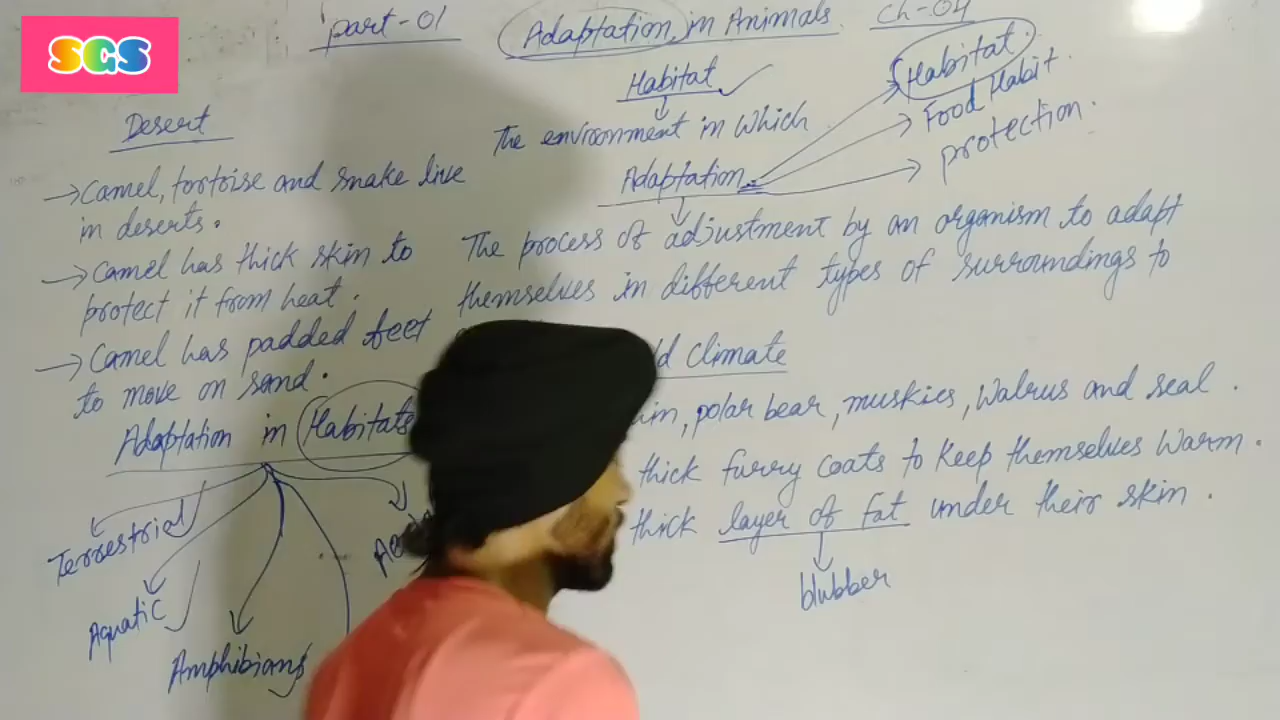 SGS
part-01
Adaptation in Animals
Ch-04
Habitat
The environment in Which
Adaptation
Habitat.
Food Habit.
protection.
The process of adjustment by an organism to adapt
themselves in different types of surroundings to
Desert
→ Camel, tortoise and snake live
in deserts.
→ Camel has thick skin to
protect it from heat.
→ Camel has padded feet
to move on sand.
Adaptation in Habitats
Terrestrial
Aquatic
Amphibians
Climate
polar bear, muskies, Walrus and seal.
thick furry coats to keep themselves warm.
thick layer of fat under their skin.
blubber